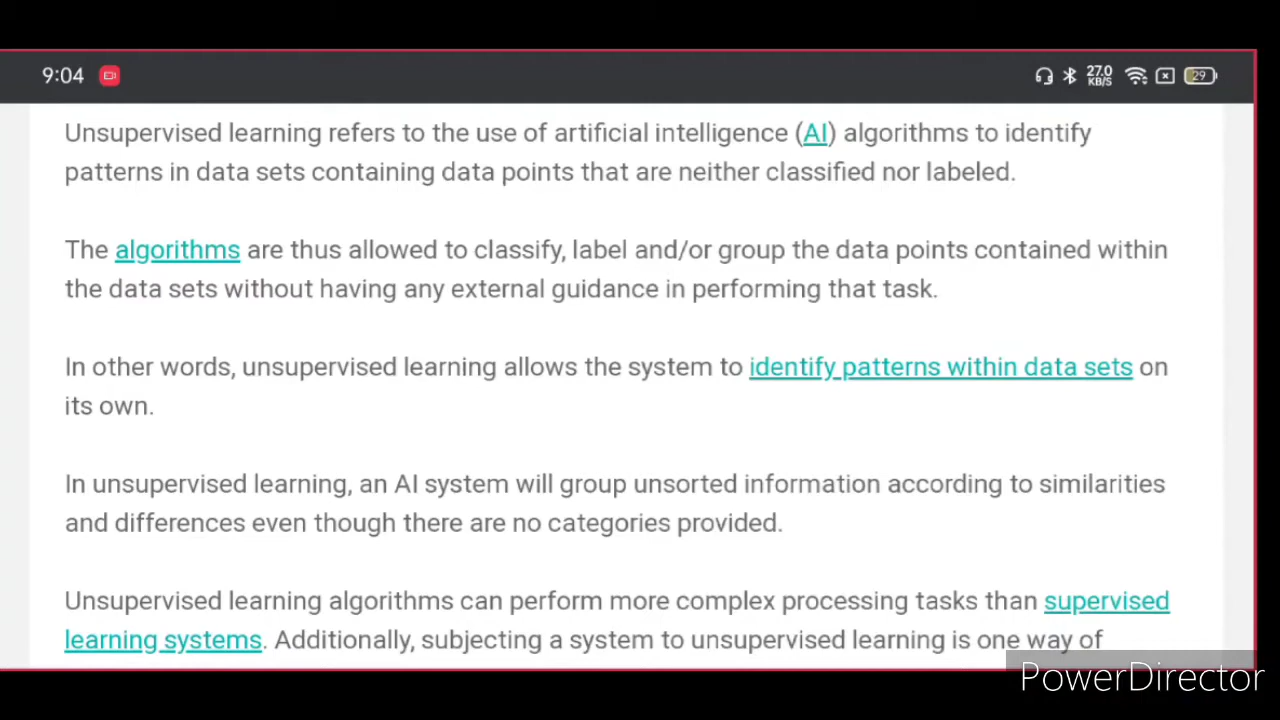 9:04
27.0
KB/S
29
Unsupervised learning refers to the use of artificial intelligence (AI) algorithms to identify
patterns in data sets containing data points that are neither classified nor labeled.
The algorithms are thus allowed to classify, label and/or group the data points contained within
the data sets without having any external guidance in performing that task.
In other words, unsupervised learning allows the system to identify patterns within data sets on
its own.
In unsupervised learning, an AI system will group unsorted information according to similarities
and differences even though there are no categories provided.
Unsupervised learning algorithms can perform more complex processing tasks than supervised
learning systems. Additionally, subjecting a system to unsupervised learning is one way of
PowerDirector